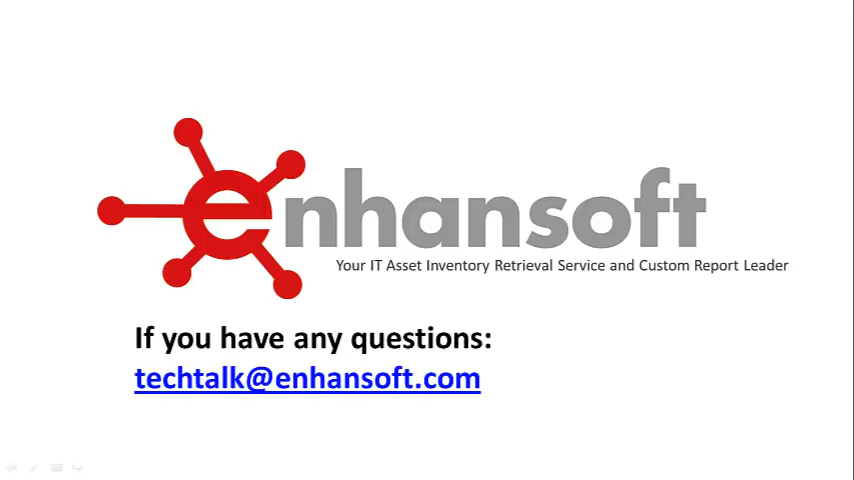 enhansoft
Your IT Asset Inventory Retrieval Service and Custom Report Leader
If you have any questions:
techtalk@enhansoft.com